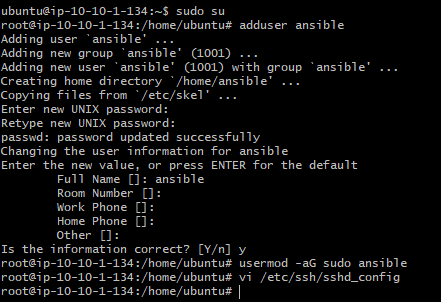 ubuntu@ip-10-10-1-134:~$ sudo su
root@ip-10-10-1-134:/home/ubuntu# adduser ansible
Adding user `ansible' ...
Adding new group `ansible' (1001) ...
Adding new user `ansible' (1001) with group `ansible' ...
Creating home directory `/home/ansible' ...
Copying files from `/etc/skel' ...
Enter new UNIX password:
Retype new UNIX password:
passwd: password updated successfully
Changing the user information for ansible
Enter the new value, or press ENTER for the default
        Full Name []: ansible
        Room Number []:
        Work Phone []:
        Home Phone []:
        Other []:
Is the information correct? [Y/n] y
root@ip-10-10-1-134:/home/ubuntu# usermod -aG sudo ansible
root@ip-10-10-1-134:/home/ubuntu# vi /etc/ssh/sshd_config
root@ip-10-10-1-134:/home/ubuntu#